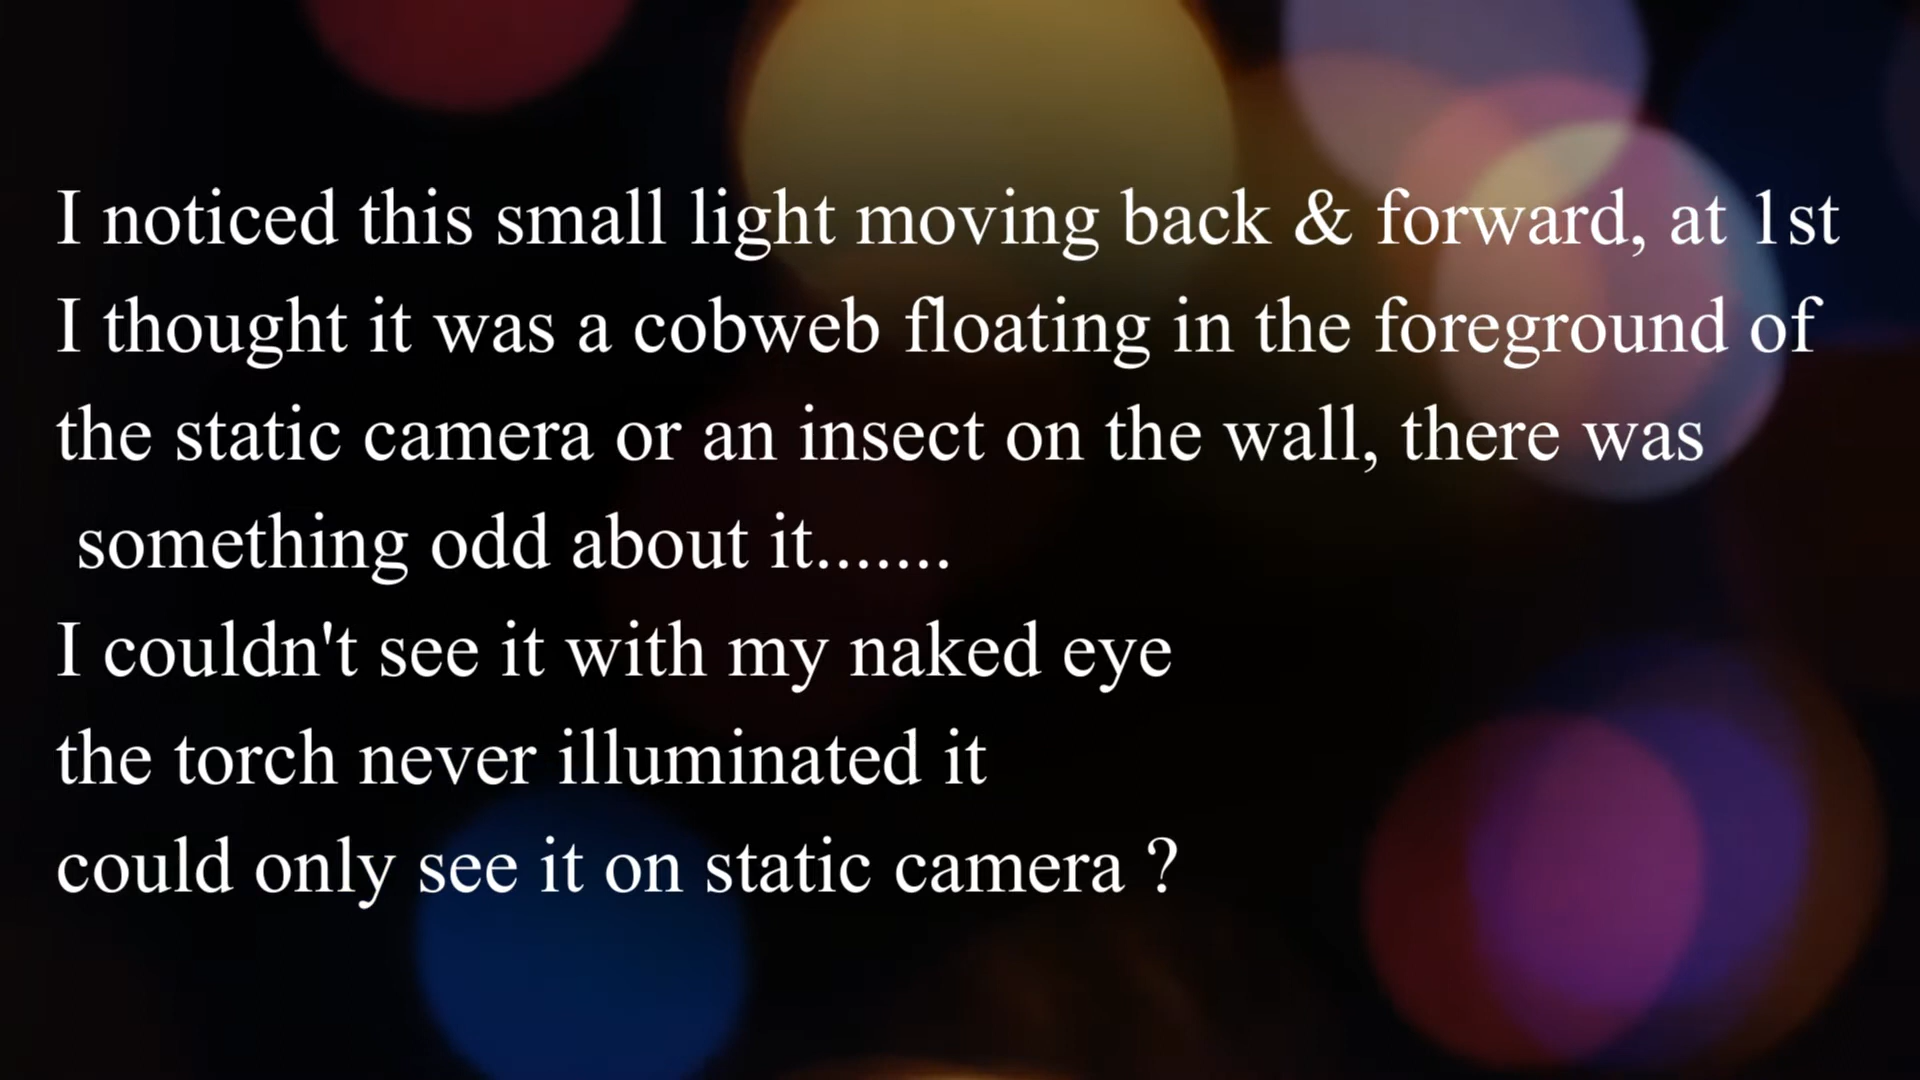 I noticed this small light moving back & forward, at 1st
I thought it was a cobweb floating in the foreground of
the static camera or an insect on the wall, there was
something odd about it.......
I couldn't see it with my naked eye
the torch never illuminated it
could only see it on static camera ?